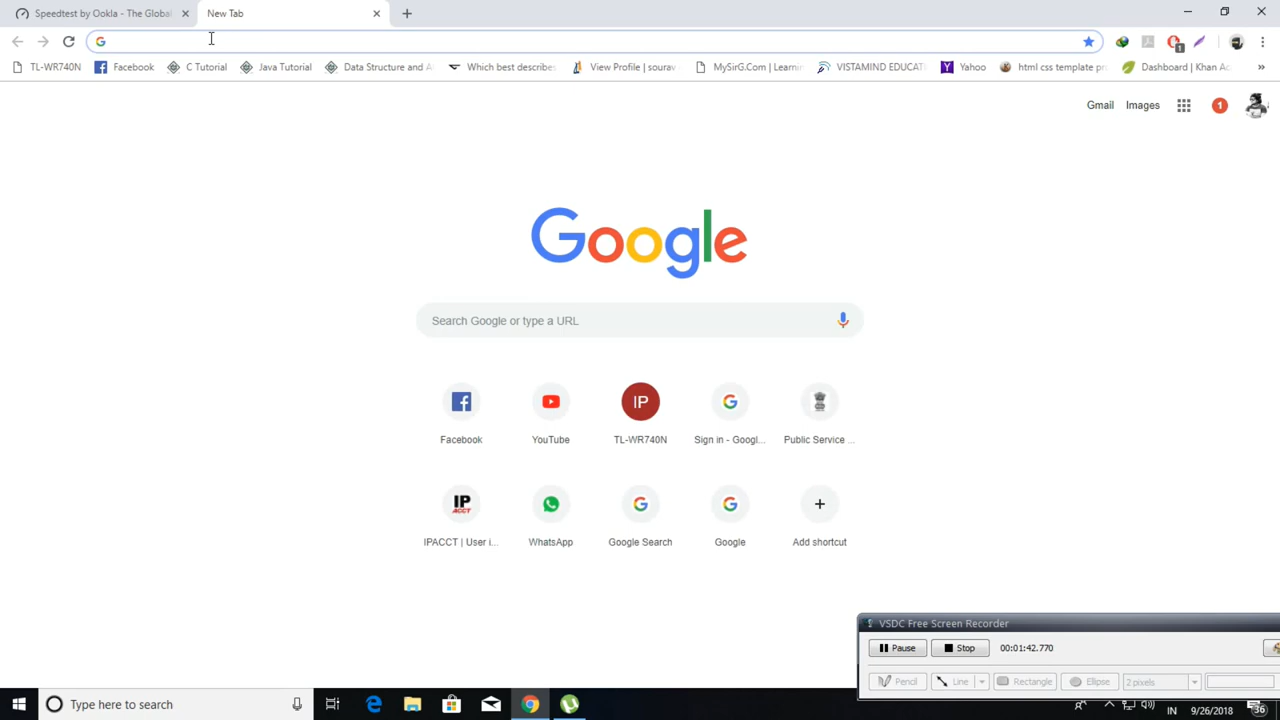 Speedtest by Ookla - The Global
New Tab
TL-WR740N
Facebook
C Tutorial
Java Tutorial
Data Structure and A
Which best describe
View Profile | sourav
MySirG.Com | Learni
VISTAMIND EDUCAT
Yahoo
html css template pr
Dashboard | Khan Ac
»
Gmail
Images
1
Google
Search Google or type a URL
IP
Facebook
YouTube
TL-WR740N
Sign in - Googl...
Public Service ...
IP
ACCT
IPACCT | User i...
WhatsApp
Google Search
Google
Add shortcut
VSDC Free Screen Recorder
Pause
Stop
00:01:42.770
Pencil
Line
Rectangle
Ellipse
2 pixels
Type here to search
IN
9/26/2018
36